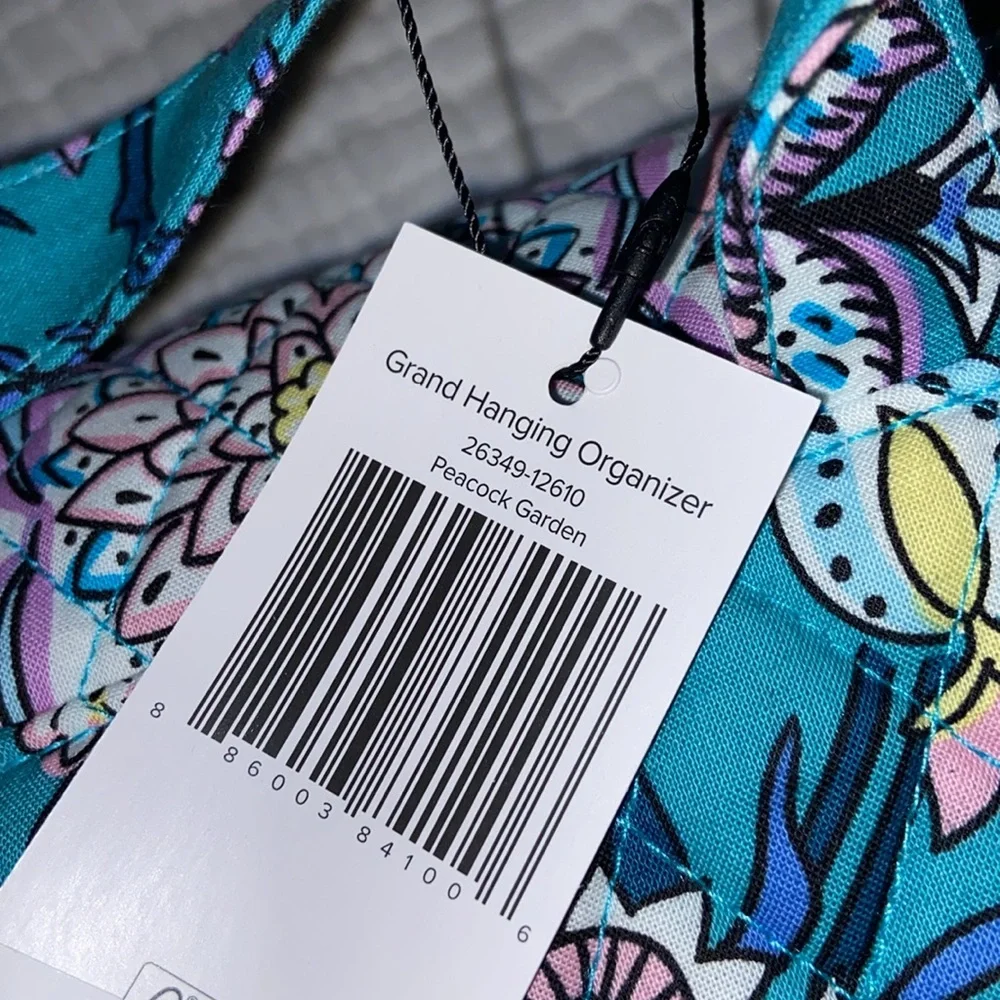 Grand Hanging Organizer
26349-12610
Peacock Garden
8 86003 84100 6